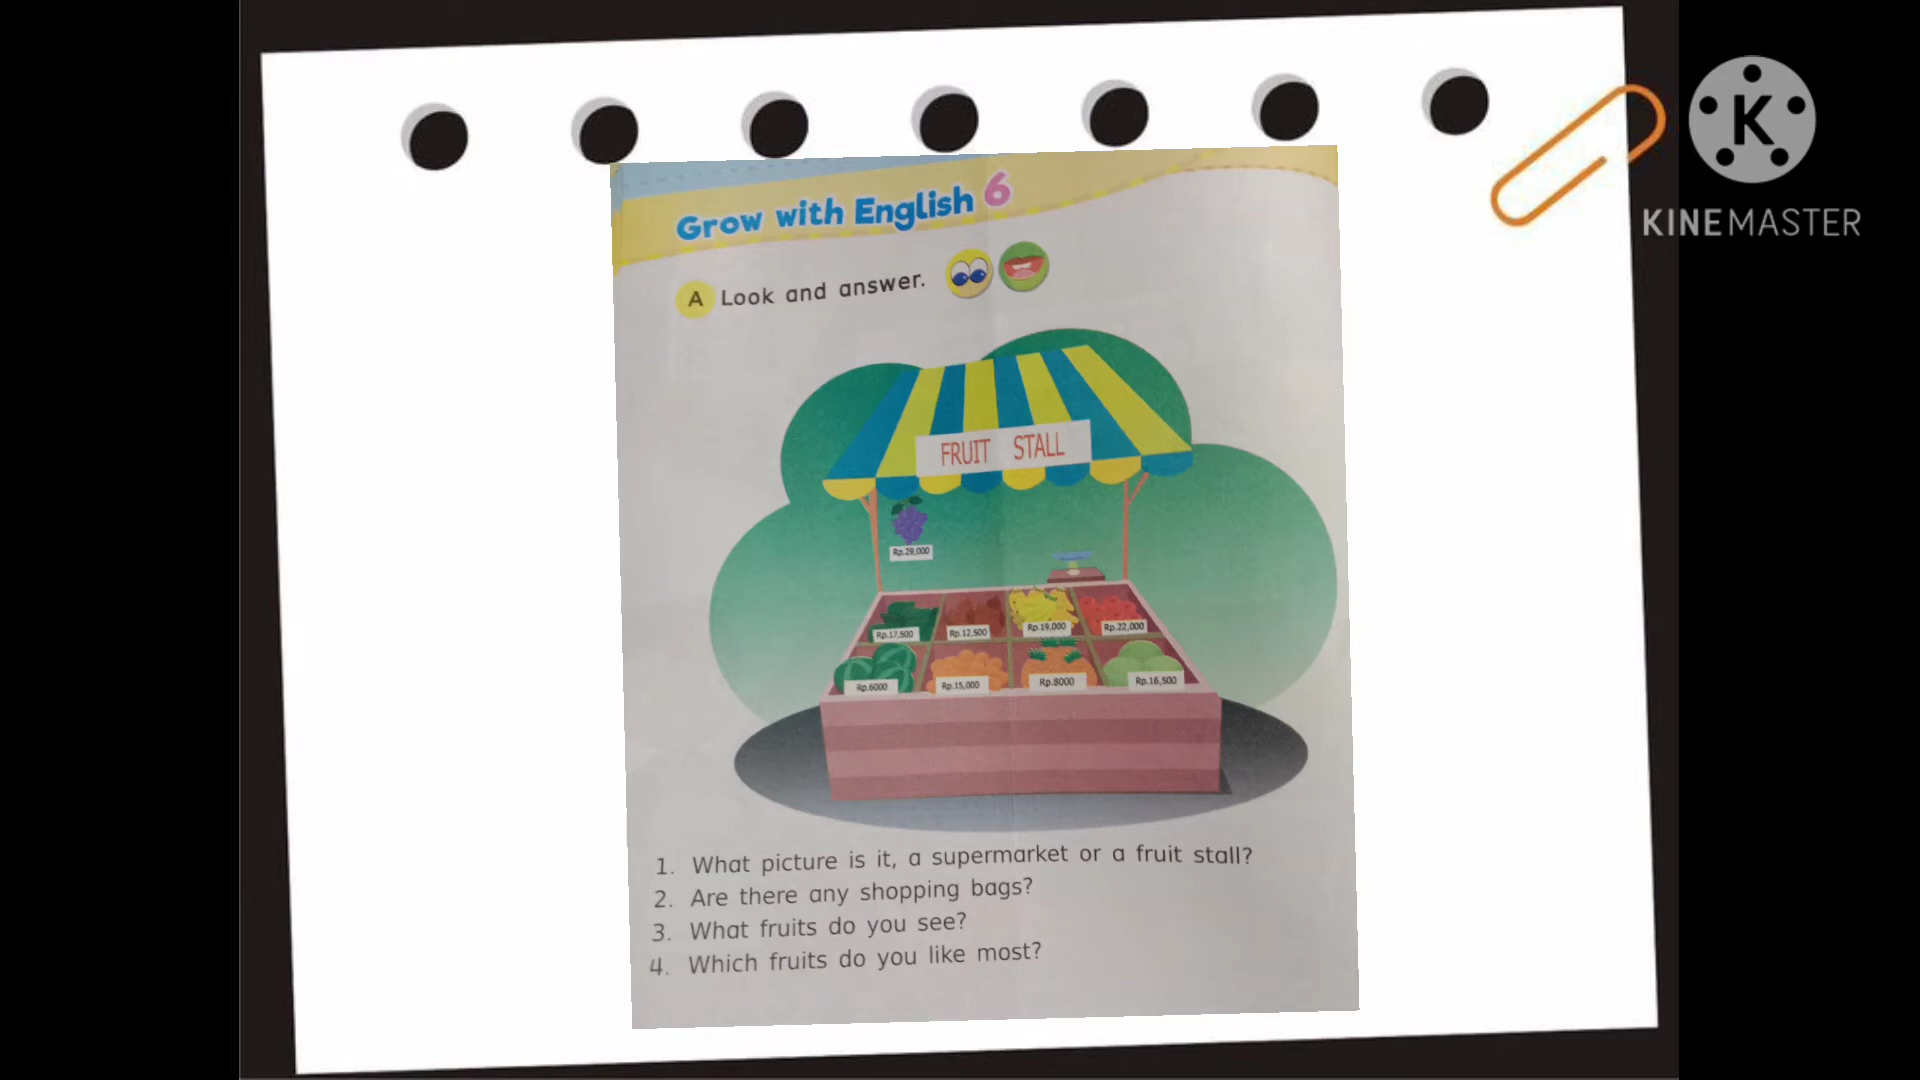 K
KINEMASTER
Grow with English 6
A Look and answer.
FRUIT STALL
Rp.29,000
Rp.17,500 Rp.12,500 Rp.19,000 Rp.22,000
Rp.6000 Rp.15,000 Rp.8000 Rp.16,500
1. What picture is it, a supermarket or a fruit stall?
2. Are there any shopping bags?
3. What fruits do you see?
4. Which fruits do you like most?